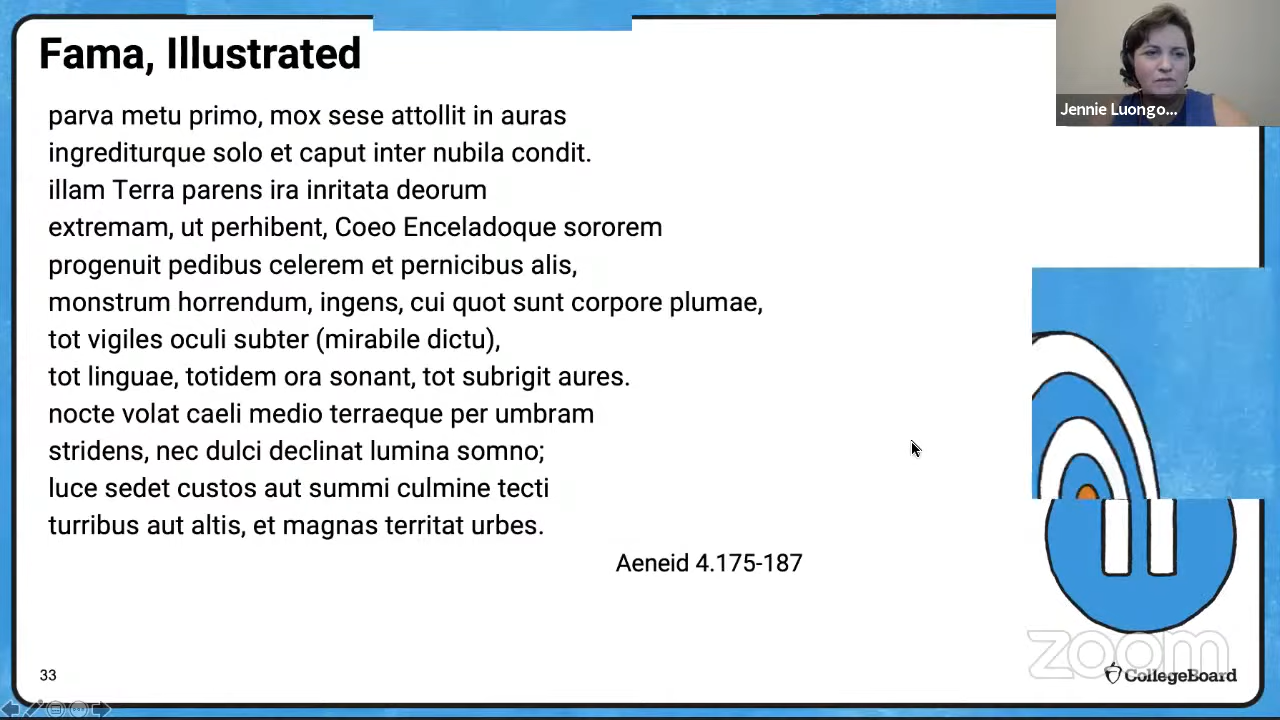 Fama, Illustrated
Jennie Luongo...
parva metu primo, mox sese attollit in auras
ingrediturque solo et caput inter nubila condit.
illam Terra parens ira inritata deorum
extremam, ut perhibent, Coeo Enceladoque sororem
progenuit pedibus celerem et pernicibus alis,
monstrum horrendum, ingens, cui quot sunt corpore plumae,
tot vigiles oculi subter (mirabile dictu),
tot linguae, totidem ora sonant, tot subrigit aures.
nocte volat caeli medio terraeque per umbram
stridens, nec dulci declinat lumina somno;
luce sedet custos aut summi culmine tecti
turribus aut altis, et magnas territat urbes.
Aeneid 4.175-187
zoom
33
CollegeBoard